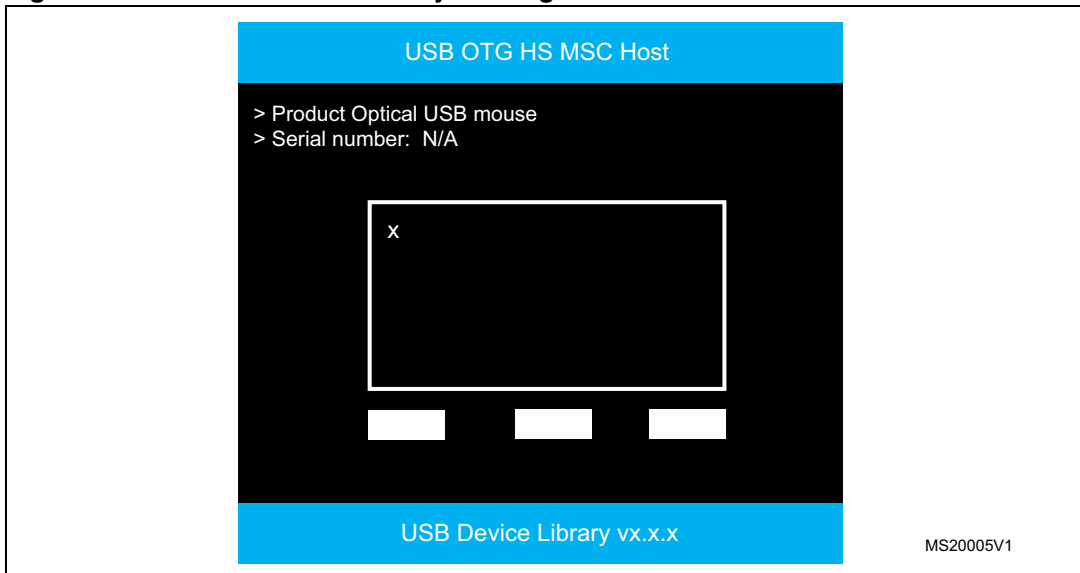 USB OTG HS MSC Host
> Product Optical USB mouse
> Serial number: N/A
x
USB Device Library vx.x.x
MS20005V1